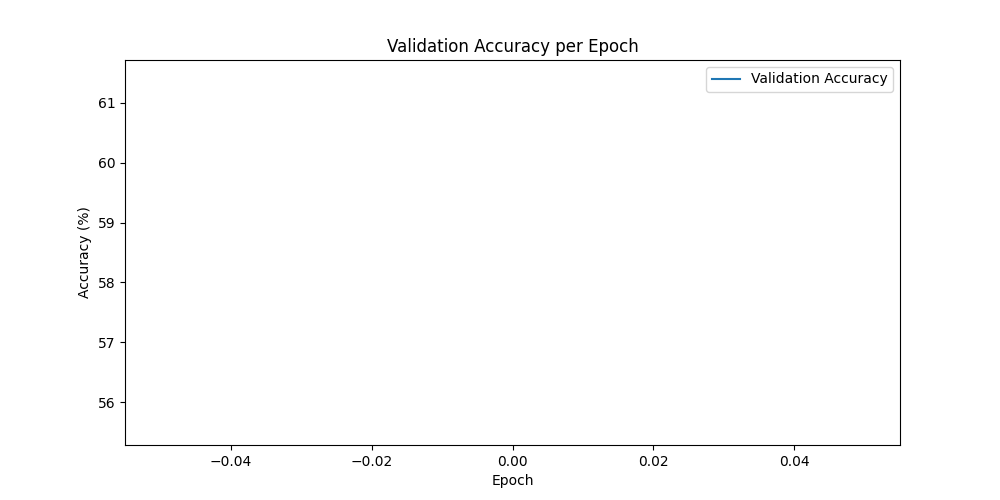 Validation Accuracy per Epoch
Validation Accuracy
61
60
59
58
57
56
Accuracy (%)
−0.04 −0.02 0.00 0.02 0.04
Epoch